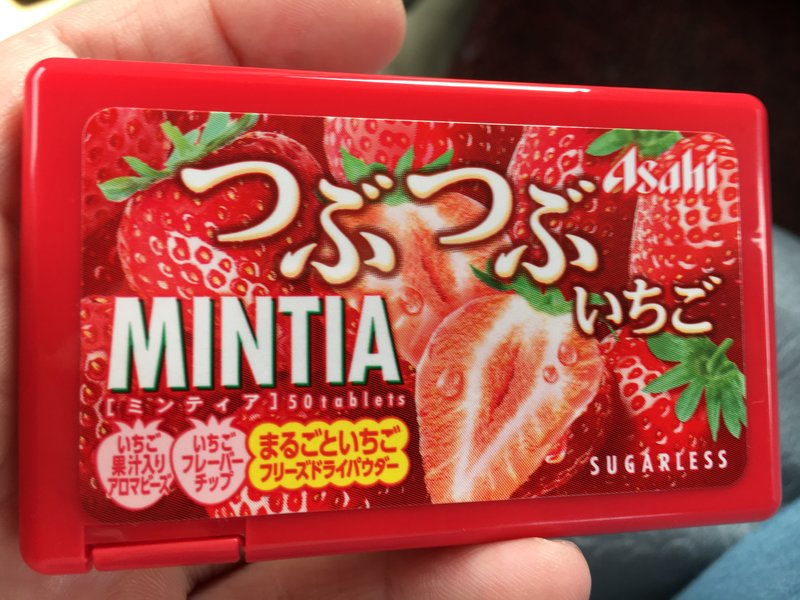 Asahi
つぶつぶ
いちご
MINTIA
[ミンティア]50tablets
いちご
果汁入り
アロマビーズ
いちご
フレーバー
チップ
まるごといちご
フリーズドライパウダー
SUGARLESS